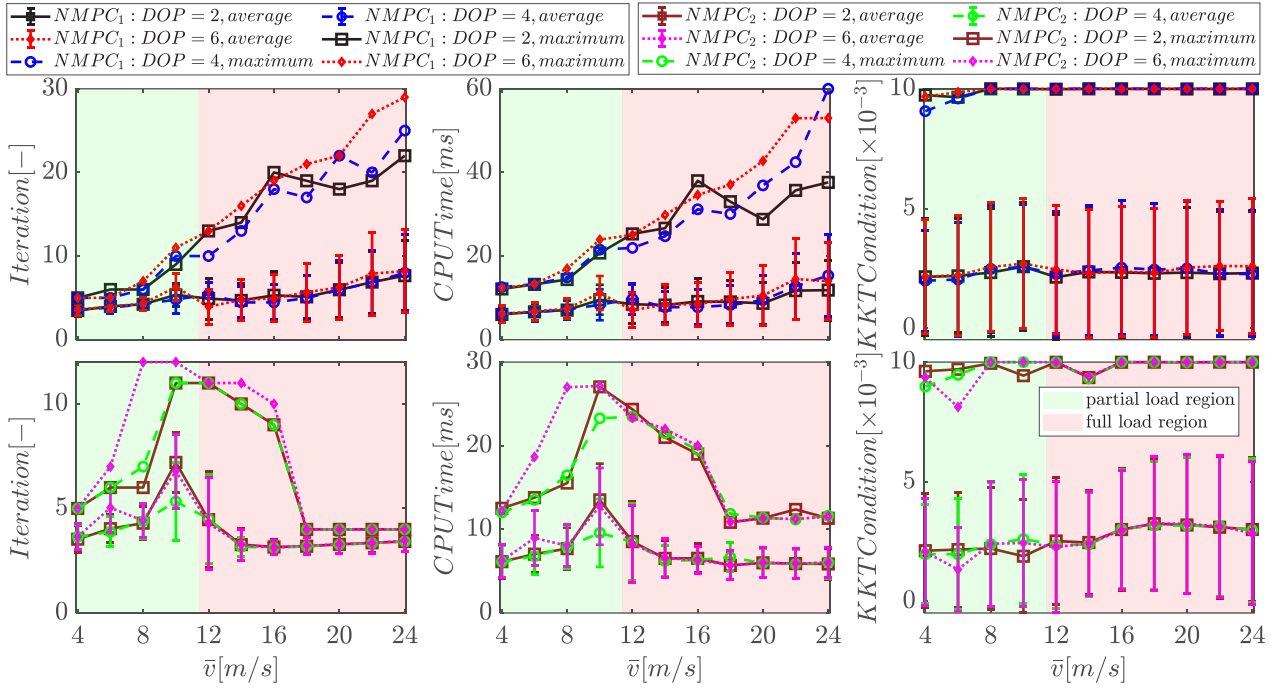 NMPC₁ : DOP = 2, average
NMPC₁ : DOP = 4, average
NMPC₁ : DOP = 6, average
NMPC₁ : DOP = 2, maximum
NMPC₁ : DOP = 4, maximum
NMPC₁ : DOP = 6, maximum
NMPC₂ : DOP = 2, average
NMPC₂ : DOP = 4, average
NMPC₂ : DOP = 6, average
NMPC₂ : DOP = 2, maximum
NMPC₂ : DOP = 4, maximum
NMPC₂ : DOP = 6, maximum
Iteration[−]
30
20
10
0
CPUTime[ms]
60
40
20
0
KKTCondition[×10⁻³]
10
5
0
Iteration[−]
10
5
0
4 8 12 16 20 24
v̄[m/s]
CPUTime[ms]
30
20
10
0
4 8 12 16 20 24
v̄[m/s]
KKTCondition[×10⁻³]
10
5
0
partial load region
full load region
4 8 12 16 20 24
v̄[m/s]